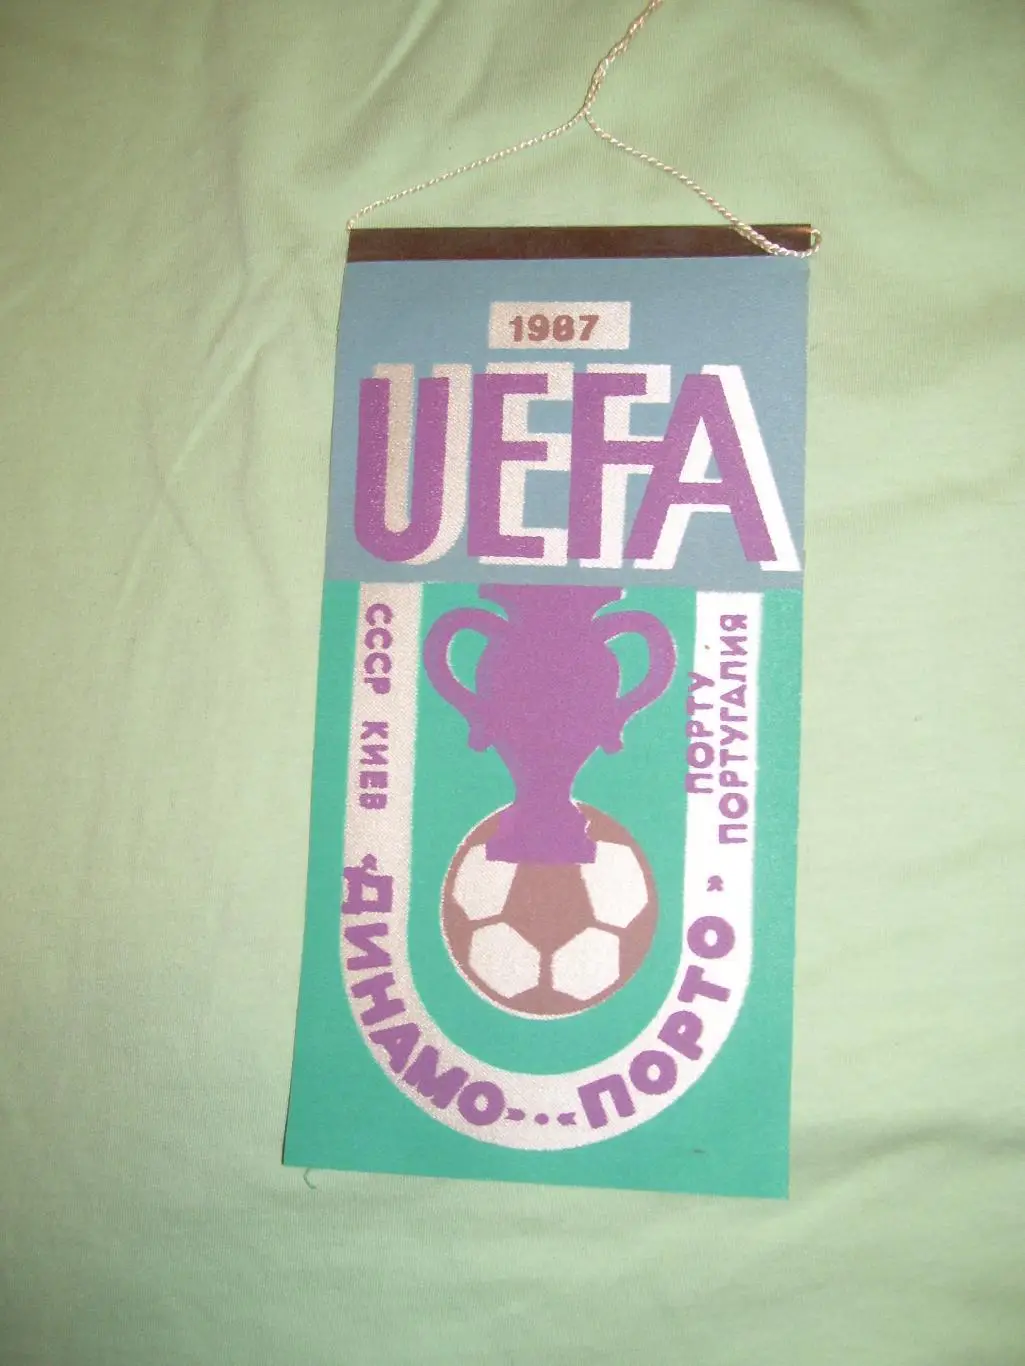 1987
UEFA
СССР КИЕВ
«ДИНАМО-··«ПОРТО»
ПОРТУ
ПОРТУГАЛИЯ